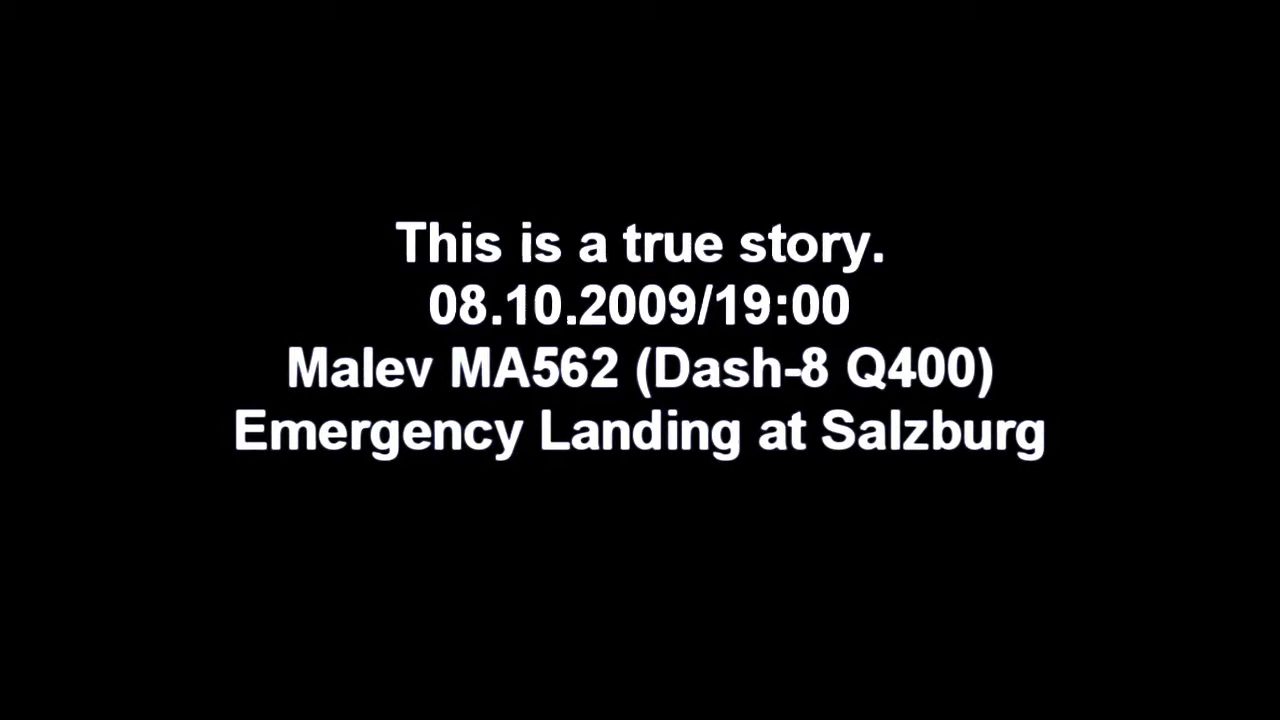 This is a true story.
08.10.2009/19:00
Malev MA562 (Dash-8 Q400)
Emergency Landing at Salzburg